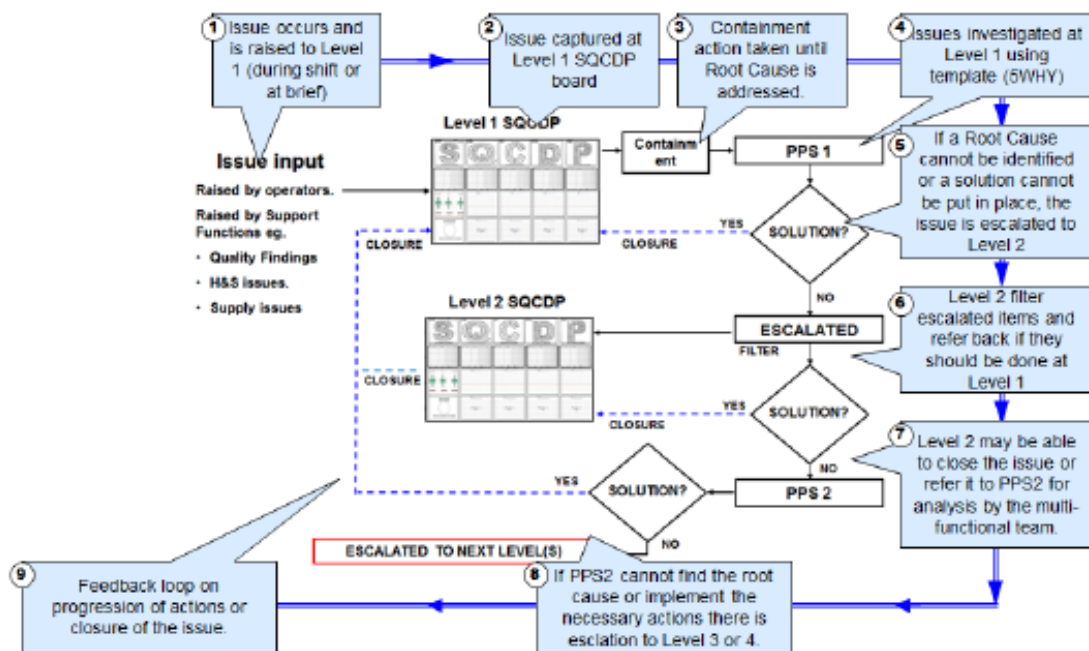 1
Issue occurs and
is raised to Level
1 (during shift or
at brief)
2
Issue captured at
Level 1 SQCDP
board
3
Containment
action taken until
Root Cause is
addressed.
4
Issues investigated at
Level 1 using
template (5WHY)
Level 1 SQCDP
S Q C D P
Containm
ent
PPS 1
5
If a Root Cause
cannot be identified
or a solution cannot
be put in place, the
issue is escalated to
Level 2
Issue input
Raised by operators.
Raised by Support
Functions eg.
• Quality Findings
• H&S issues.
• Supply issues
CLOSURE
CLOSURE
YES
SOLUTION?
NO
Level 2 SQCDP
S Q C D P
ESCALATED
FILTER
6
Level 2 filter
escalated items and
refer back if they
should be done at
Level 1
CLOSURE
CLOSURE
YES
SOLUTION?
NO
7
Level 2 may be able
to close the issue or
refer it to PPS2 for
analysis by the multi-
functional team.
YES
SOLUTION?
PPS 2
NO
ESCALATED TO NEXT LEVEL(S)
8
If PPS2 cannot find the root
cause or implement the
necessary actions there is
esclation to Level 3 or 4.
9
Feedback loop on
progression of actions or
closure of the issue.